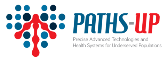 PATHS-UP
Precise Advanced Technologies and
Health Systems for Underserved Populations